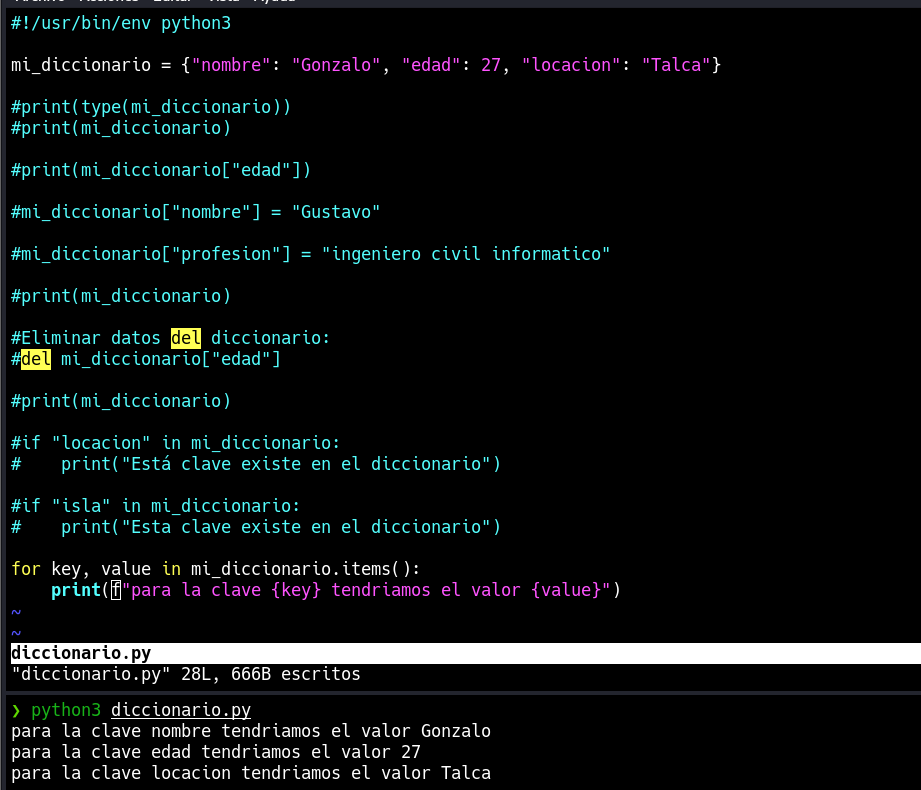 #!/usr/bin/env python3
mi_diccionario = {"nombre": "Gonzalo", "edad": 27, "locacion": "Talca"}
#print(type(mi_diccionario))
#print(mi_diccionario)
#print(mi_diccionario["edad"])
#mi_diccionario["nombre"] = "Gustavo"
#mi_diccionario["profesion"] = "ingeniero civil informatico"
#print(mi_diccionario)
#Eliminar datos del diccionario:
#del mi_diccionario["edad"]
#print(mi_diccionario)
#if "locacion" in mi_diccionario:
#    print("Está clave existe en el diccionario")
#if "isla" in mi_diccionario:
#    print("Esta clave existe en el diccionario")
for key, value in mi_diccionario.items():
    print(f"para la clave {key} tendriamos el valor {value}")
~
~
diccionario.py
"diccionario.py" 28L, 666B escritos
❯ python3 diccionario.py
para la clave nombre tendriamos el valor Gonzalo
para la clave edad tendriamos el valor 27
para la clave locacion tendriamos el valor Talca